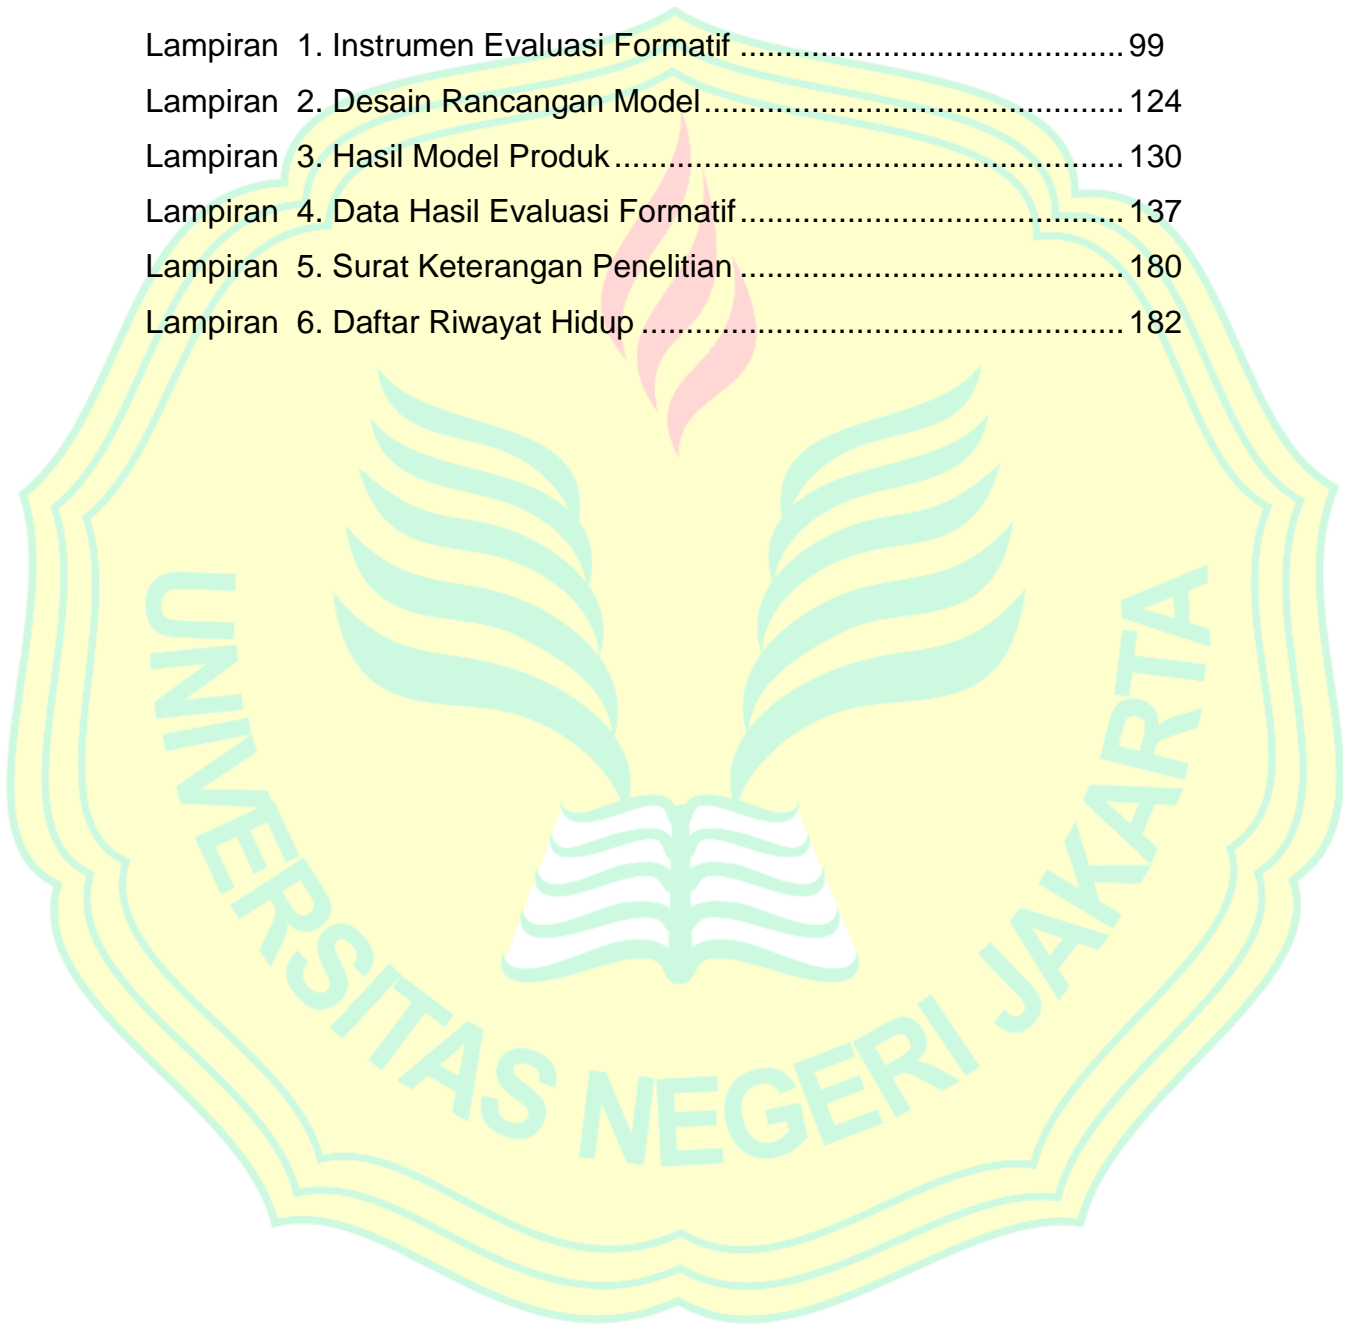 Lampiran  1. Instrumen Evaluasi Formatif ........................................ 99
Lampiran  2. Desain Rancangan Model ............................................ 124
Lampiran  3. Hasil Model Produk ...................................................... 130
Lampiran  4. Data Hasil Evaluasi Formatif ........................................ 137
Lampiran  5. Surat Keterangan Penelitian ........................................ 180
Lampiran  6. Daftar Riwayat Hidup ................................................... 182
UNIVERSITAS NEGERI JAKARTA